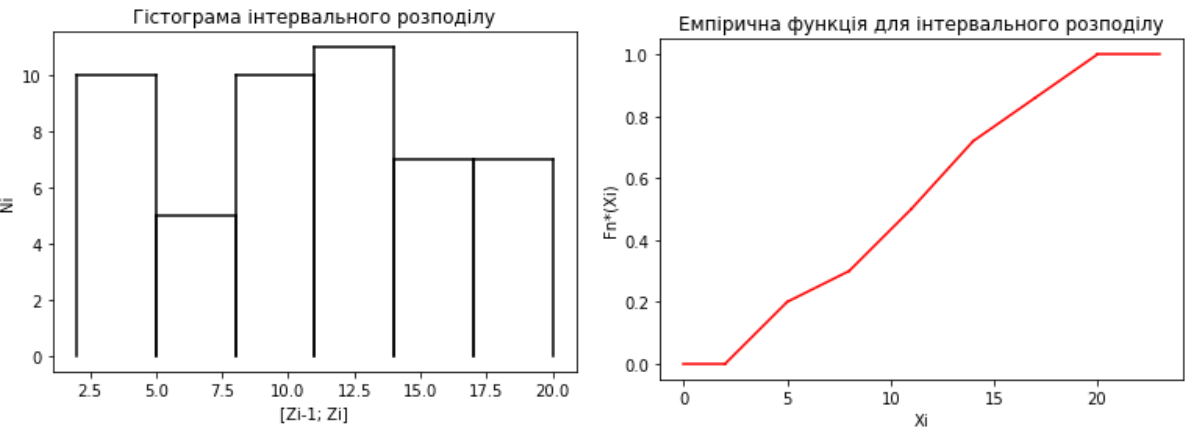 Гістограма інтервального розподілу
10
8
6
4
2
0
Ni
2.5 5.0 7.5 10.0 12.5 15.0 17.5 20.0
[Zi-1; Zi]
Емпірична функція для інтервального розподілу
1.0
0.8
0.6
0.4
0.2
0.0
Fn*(Xi)
0 5 10 15 20
Xi